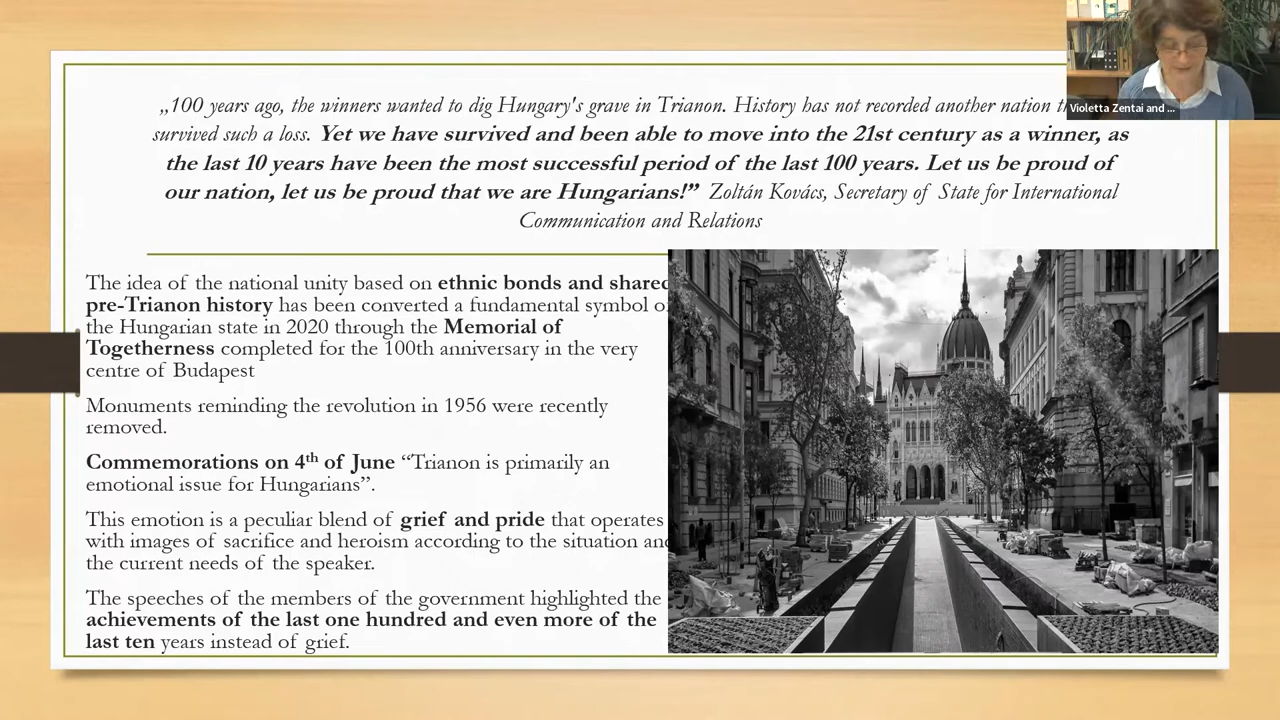 „100 years ago, the winners wanted to dig Hungary's grave in Trianon. History has not recorded another nation
survived such a loss. Yet we have survived and been able to move into the 21st century as a winner, as
the last 10 years have been the most successful period of the last 100 years. Let us be proud of
our nation, let us be proud that we are Hungarians!” Zoltán Kovács, Secretary of State for International
Communication and Relations
Violetta Zentai and ...
The idea of the national unity based on ethnic bonds and shared
pre-Trianon history has been converted a fundamental symbol of
the Hungarian state in 2020 through the Memorial of
Togetherness completed for the 100th anniversary in the very
centre of Budapest
Monuments reminding the revolution in 1956 were recently
removed.
Commemorations on 4th of June “Trianon is primarily an
emotional issue for Hungarians”.
This emotion is a peculiar blend of grief and pride that operates
with images of sacrifice and heroism according to the situation and
the current needs of the speaker.
The speeches of the members of the government highlighted the
achievements of the last one hundred and even more of the
last ten years instead of grief.